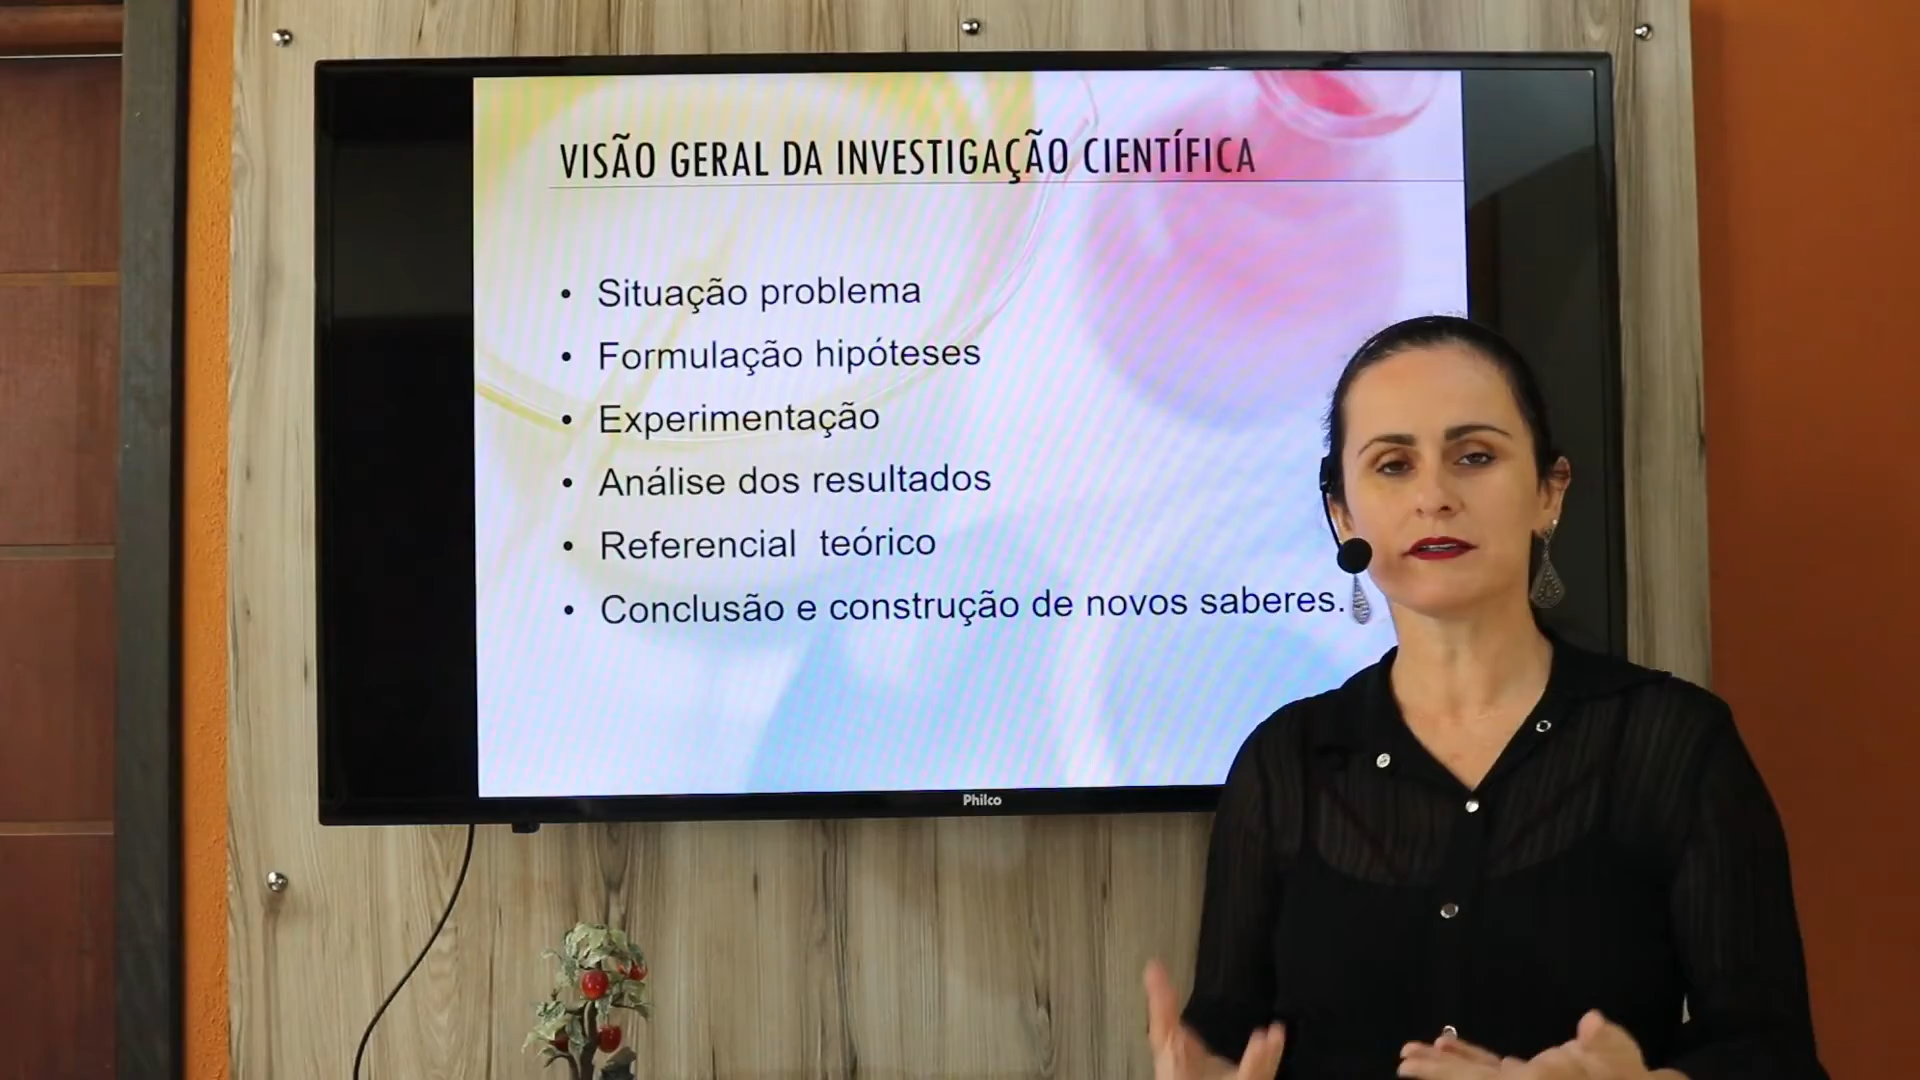 VISÃO GERAL DA INVESTIGAÇÃO CIENTÍFICA
• Situação problema
• Formulação hipóteses
• Experimentação
• Análise dos resultados
• Referencial teórico
• Conclusão e construção de novos saberes.
Philco